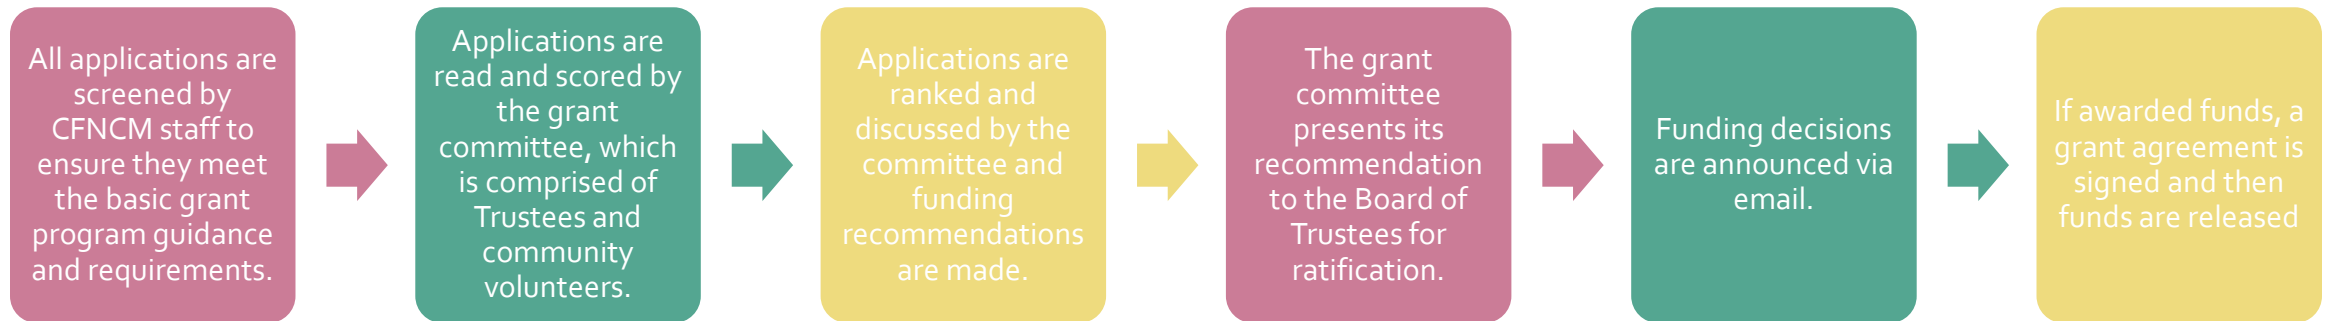 All applications are
screened by
CFNCM staff to
ensure they meet
the basic grant
program guidance
and requirements.
Applications are
read and scored by
the grant
committee, which
is comprised of
Trustees and
community
volunteers.
Applications are
ranked and
discussed by the
committee and
funding
recommendations
are made.
The grant
committee
presents its
recommendation
to the Board of
Trustees for
ratification.
Funding decisions
are announced via
email.
If awarded funds, a
grant agreement is
signed and then
funds are released